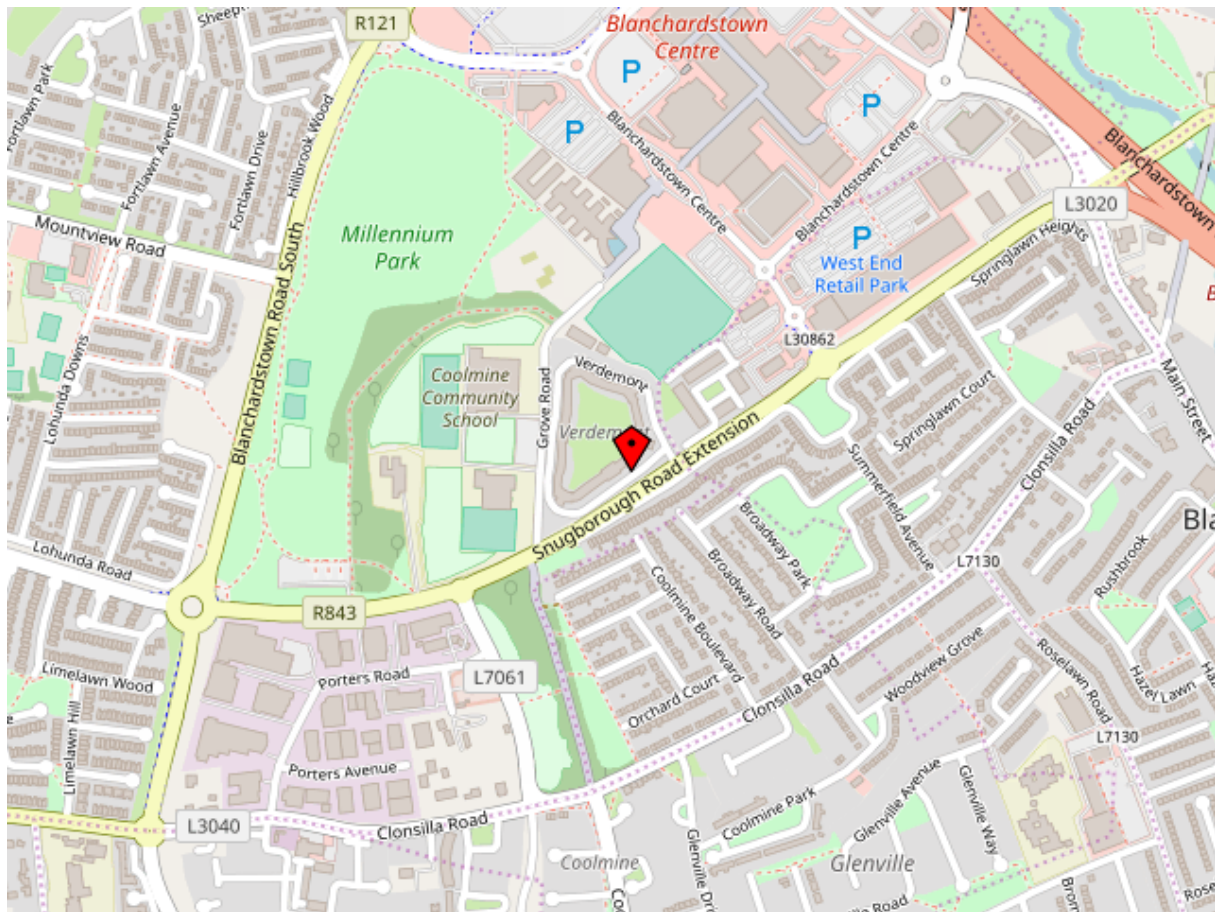 R121
Blanchardstown
Centre
Fortlawn Park
Fortlawn Avenue
Fortlawn Drive
Hillbrook Wood
Mountview Road
Blanchardstown Road South
Millennium
Park
P
P
P
P
Blanchardstown Centre
Blanchardstown Centre
Blanchardstown
L3020
West End
Retail Park
Springlawn Heights
L30862
Lohunda Downs
Coolmine
Community
School
Grove Road
Verdemont
Verdemont
Snugborough Road Extension
Springlawn Court
Clonsilla Road
Main Street
Summerfield Avenue
Broadway Park
Broadway Road
Coolmine Boulevard
L7130
Rushbrook
Lohunda Road
R843
L7061
Porters Road
Porters Avenue
Limelawn Wood
Limelawn Hill
Orchard Court
Clonsilla Road
Woodview Grove
Roselawn Road
Hazel Lawn
L7130
L3040
Clonsilla Road
Coolmine
Coolmine Park
Glenville Avenue
Glenville Way
Glenville